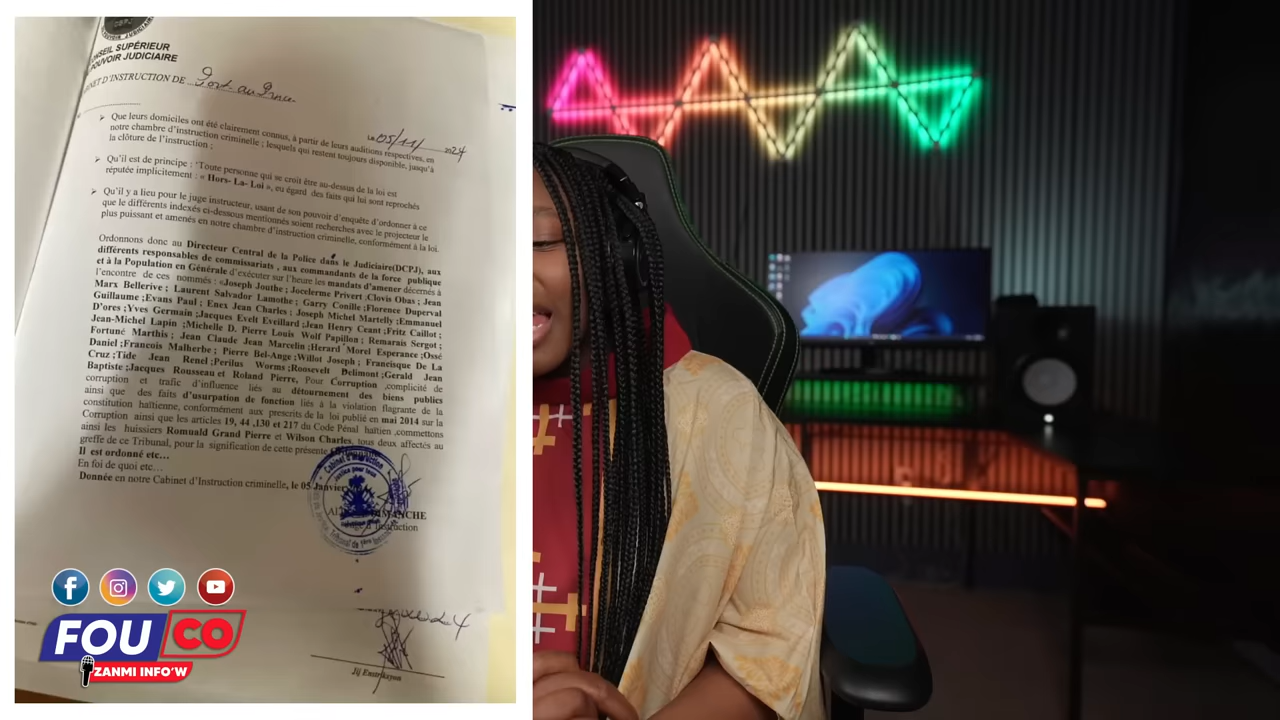 CONSEIL SUPÉRIEUR
POUVOIR JUDICIAIRE
D'INSTRUCTION DE Port-au-Prince
05/11/ 2024
➢ Que leurs domiciles ont été clairement connus, à partir de leurs auditions respectives, en
notre chambre d'instruction criminelle ; lesquels qui restent toujours disponible, jusqu'à
la clôture de l'instruction ;
➢ Qu'il est de principe : 'Toute personne qui se croit être au-dessus de la loi est
réputée implicitement : « Hors- La- Loi », eu égard des faits qui lui sont reprochés
➢ Qu'il y a lieu pour le juge instructeur, usant de son pouvoir d'enquête d'ordonner à ce
que le différents indexés ci-dessous mentionnés soient recherches avec le projecteur le
plus puissant et amenés en notre chambre d'instruction criminelle, conformément à la loi.
Ordonnons donc au Directeur Central de la Police dans le Judiciaire(DCPJ), aux
différents responsables de commissariats , aux commandants de la force publique
et à la Population en Générale d'exécuter sur l'heure les mandats d'amener décernés à
l'encontre de ces nommés : «Joseph Jouthe ; Jocelerme Privert ;Clovis Obas ; Jean
Marx Bellerive ; Laurent Salvador Lamothe ; Garry Conille ;Florence Duperval
Guillaume ;Evans Paul ; Enex Jean Charles ; Joseph Michel Martelly ;Emmanuel
D'ores ;Yves Germain ;Jacques Evelt Eveillard ;Jean Henry Ceant ;Fritz Caillot ;
Jean-Michel Lapin ;Michelle D. Pierre Louis Wolf Papillon ; Remarais Sergot ;
Fortuné Marthis ; Jean Claude Jean Marcelin ;Herard Morel Esperance ;Ossé
Daniel ;Francois Malherbe ; Pierre Bel-Ange ;Willot Joseph ; Francisque De La
Cruz ;Tide Jean Renel ;Perilus Worms ;Roosevelt Delimont ;Gerald Jean
Baptiste ;Jacques Rousseau et Roland Pierre, Pour Corruption ,complicité de
corruption et trafic d'influence liés au détournement des biens publics
ainsi que des faits d'usurpation de fonction liés à la violation flagrante de la
constitution haïtienne, conformément aux prescrits de la loi publié en mai 2014 sur la
Corruption ainsi que les articles 19, 44 ,130 et 217 du Code Pénal haïtien ,commettons
ainsi les huissiers Romuald Grand Pierre et Wilson Charles, tous deux affectés au
greffe de ce Tribunal, pour la signification de cette présente
Il est ordonné etc...
En foi de quoi etc...
Donnée en notre Cabinet d'Instruction criminelle, le 05 Janvier
DIMANCHE
d'Instruction
Jij Enstriksyon
FOU CO
ZANMI INFO'W